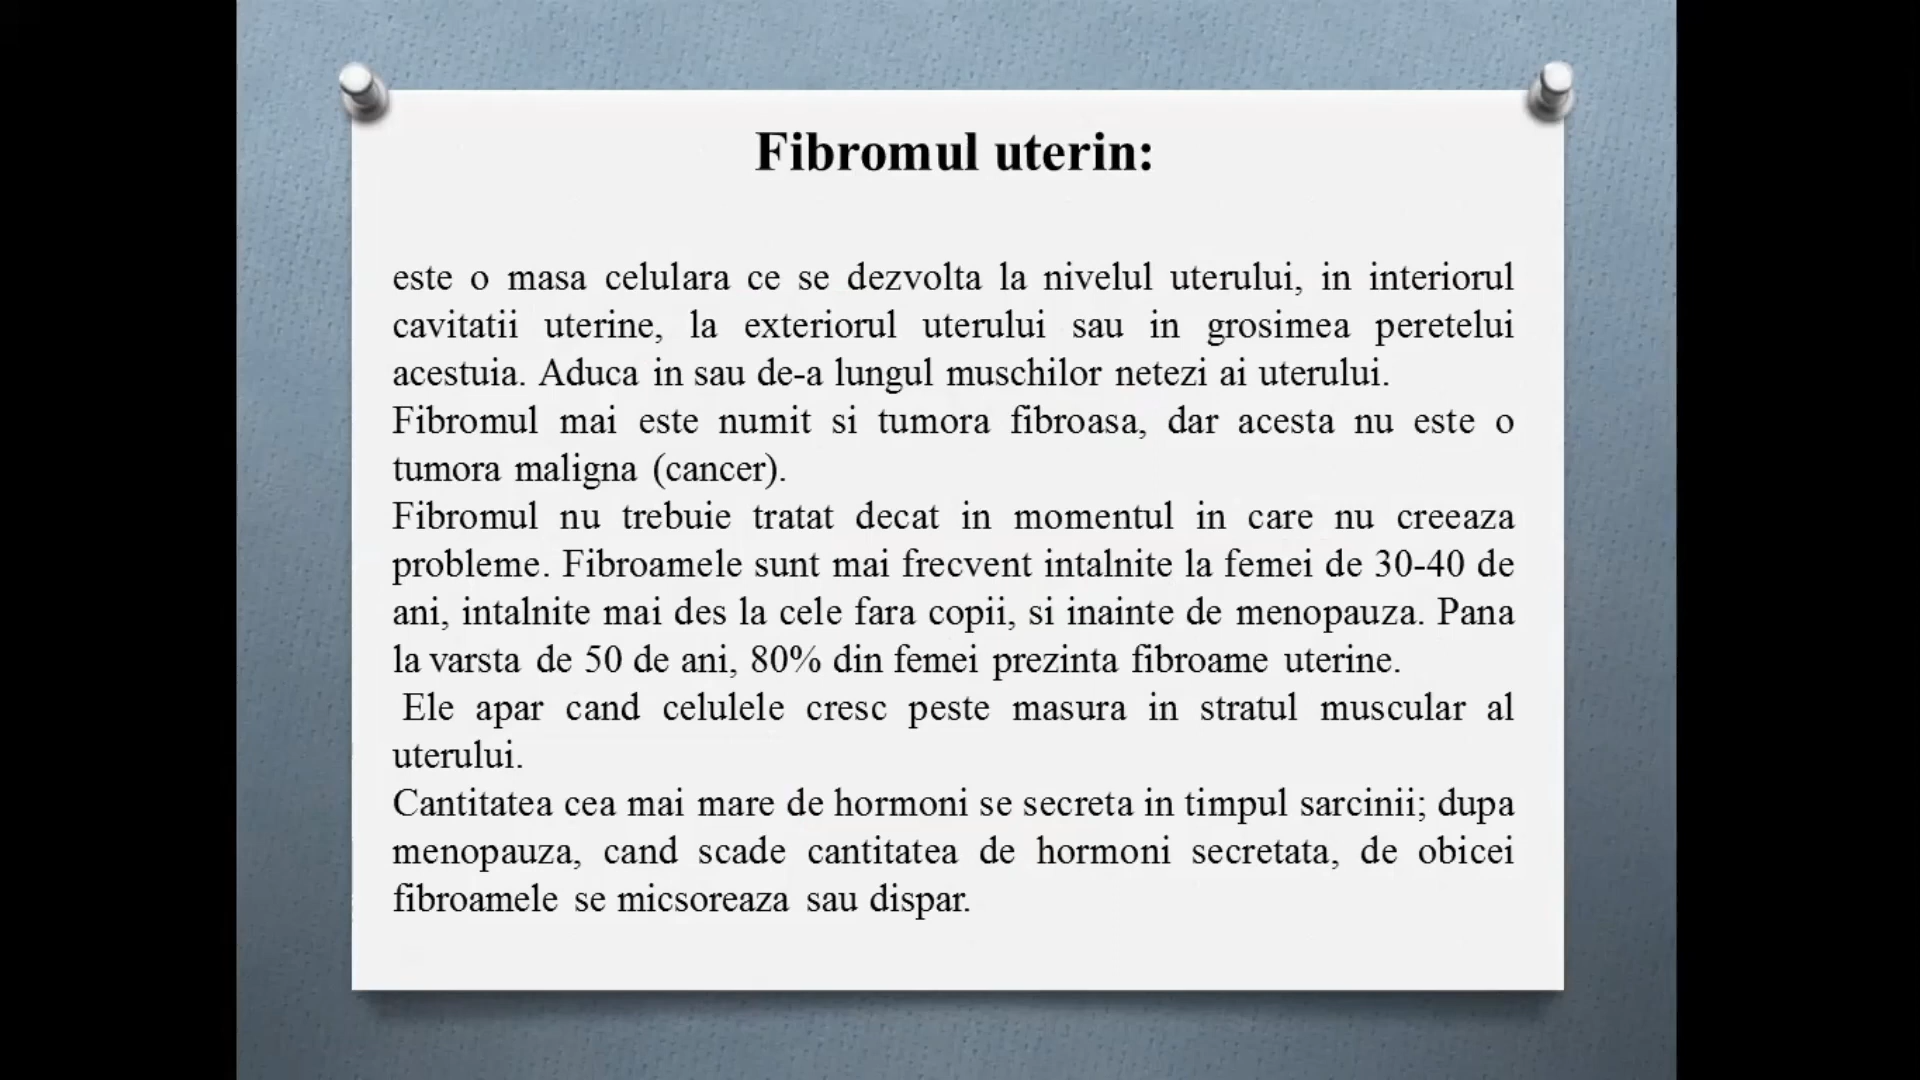 Fibromul uterin:
este o masa celulara ce se dezvolta la nivelul uterului, in interiorul
cavitatii uterine, la exteriorul uterului sau in grosimea peretelui
acestuia. Aduca in sau de-a lungul muschilor netezi ai uterului.
Fibromul mai este numit si tumora fibroasa, dar acesta nu este o
tumora maligna (cancer).
Fibromul nu trebuie tratat decat in momentul in care nu creeaza
probleme. Fibroamele sunt mai frecvent intalnite la femei de 30-40 de
ani, intalnite mai des la cele fara copii, si inainte de menopauza. Pana
la varsta de 50 de ani, 80% din femei prezinta fibroame uterine.
Ele apar cand celulele cresc peste masura in stratul muscular al
uterului.
Cantitatea cea mai mare de hormoni se secreta in timpul sarcinii; dupa
menopauza, cand scade cantitatea de hormoni secretata, de obicei
fibroamele se micsoreaza sau dispar.